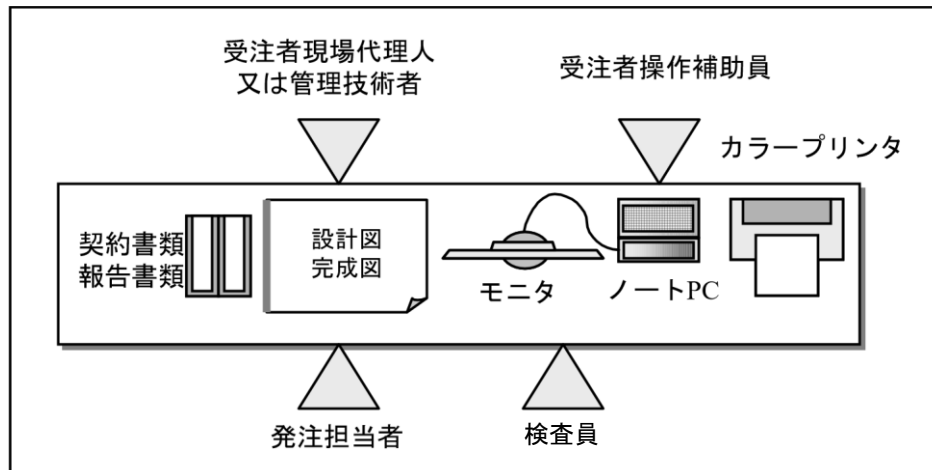 受注者現場代理人
又は管理技術者
受注者操作補助員
カラープリンタ
契約書類
報告書類
設計図
完成図
モニタ
ノートPC
発注担当者
検査員